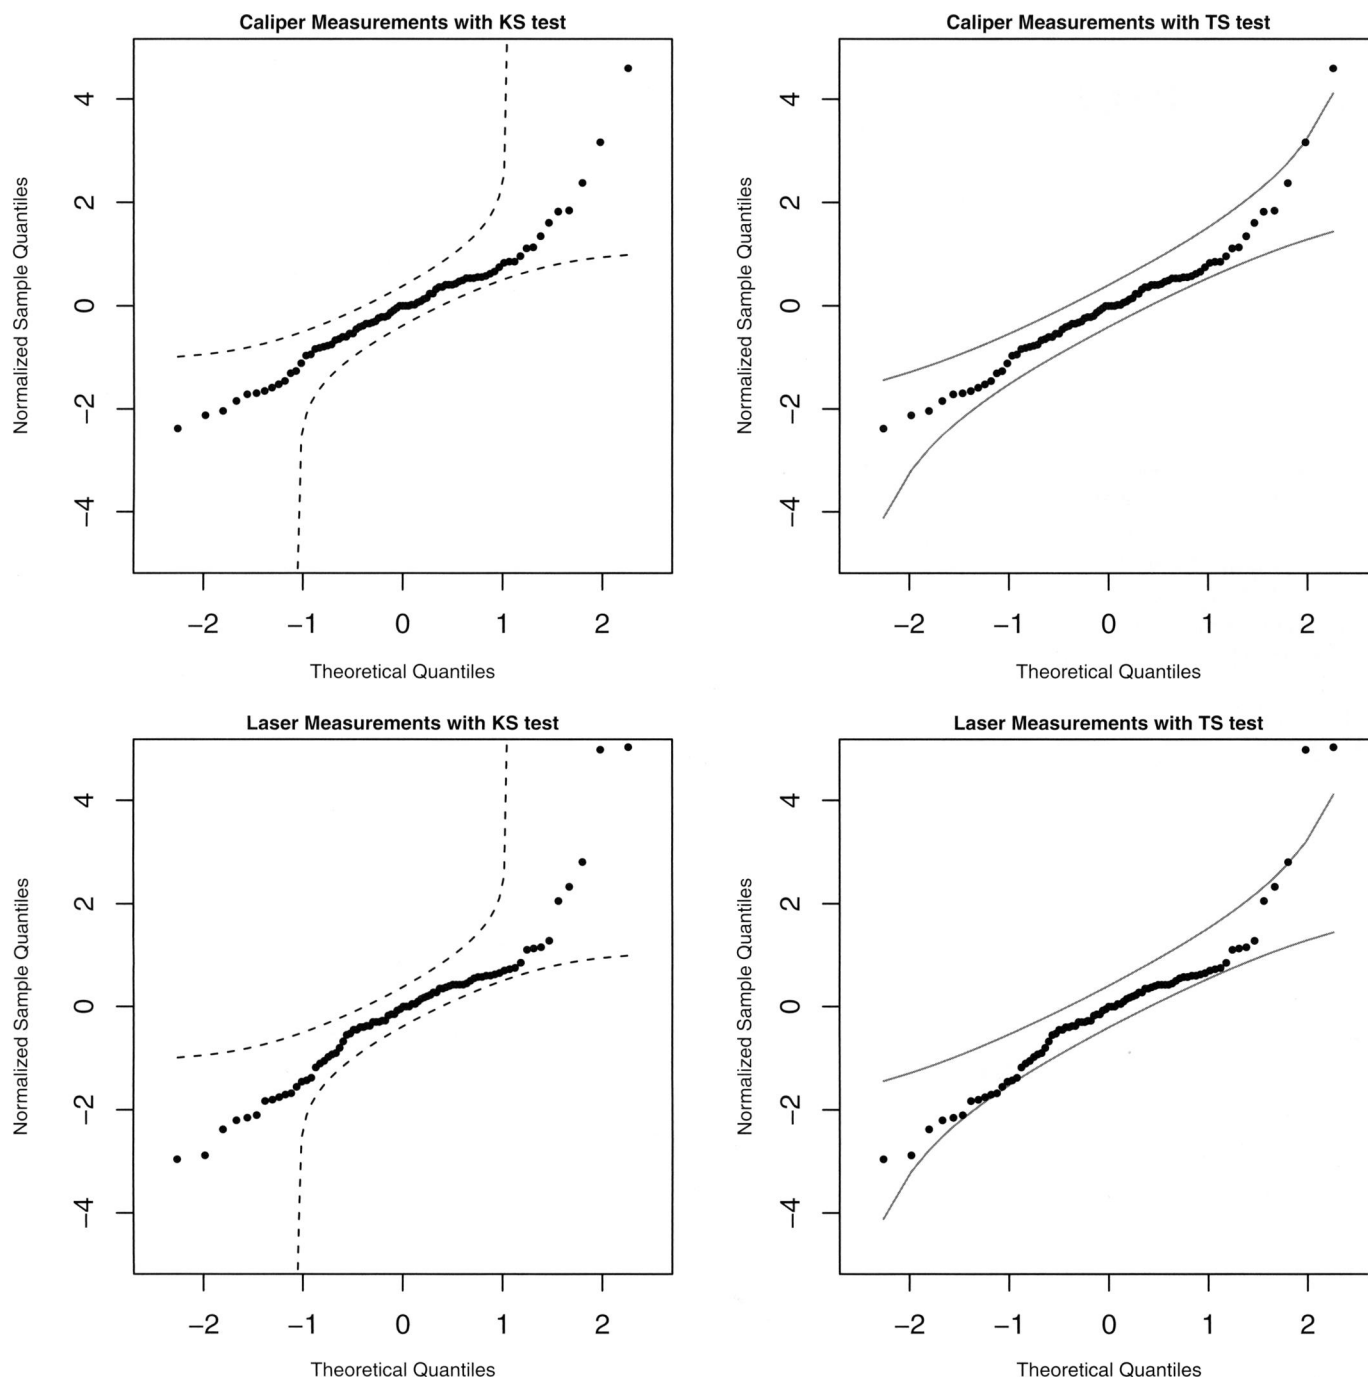 Caliper Measurements with KS test
Normalized Sample Quantiles
4
2
0
−2
−4
−2 −1 0 1 2
Theoretical Quantiles
Caliper Measurements with TS test
Normalized Sample Quantiles
4
2
0
−2
−4
−2 −1 0 1 2
Theoretical Quantiles
Laser Measurements with KS test
Normalized Sample Quantiles
4
2
0
−2
−4
−2 −1 0 1 2
Theoretical Quantiles
Laser Measurements with TS test
Normalized Sample Quantiles
4
2
0
−2
−4
−2 −1 0 1 2
Theoretical Quantiles